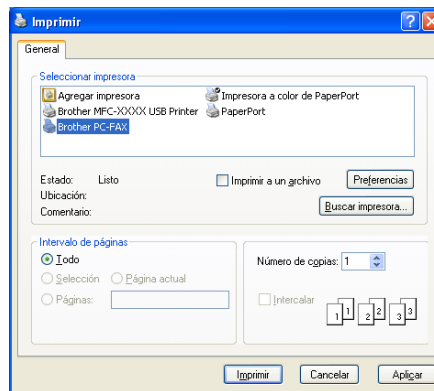 Imprimir
General
Seleccionar impresora
Agregar impresora
Impresora a color de PaperPort
Brother MFC-XXXX USB Printer
PaperPort
Brother PC-FAX
Estado: Listo
Imprimir a un archivo
Preferencias
Ubicación:
Comentario:
Buscar impresora...
Intervalo de páginas
Todo
Selección
Página actual
Páginas:
Número de copias: 1
Intercalar
1 1 2 2 3 3
Imprimir
Cancelar
Aplicar